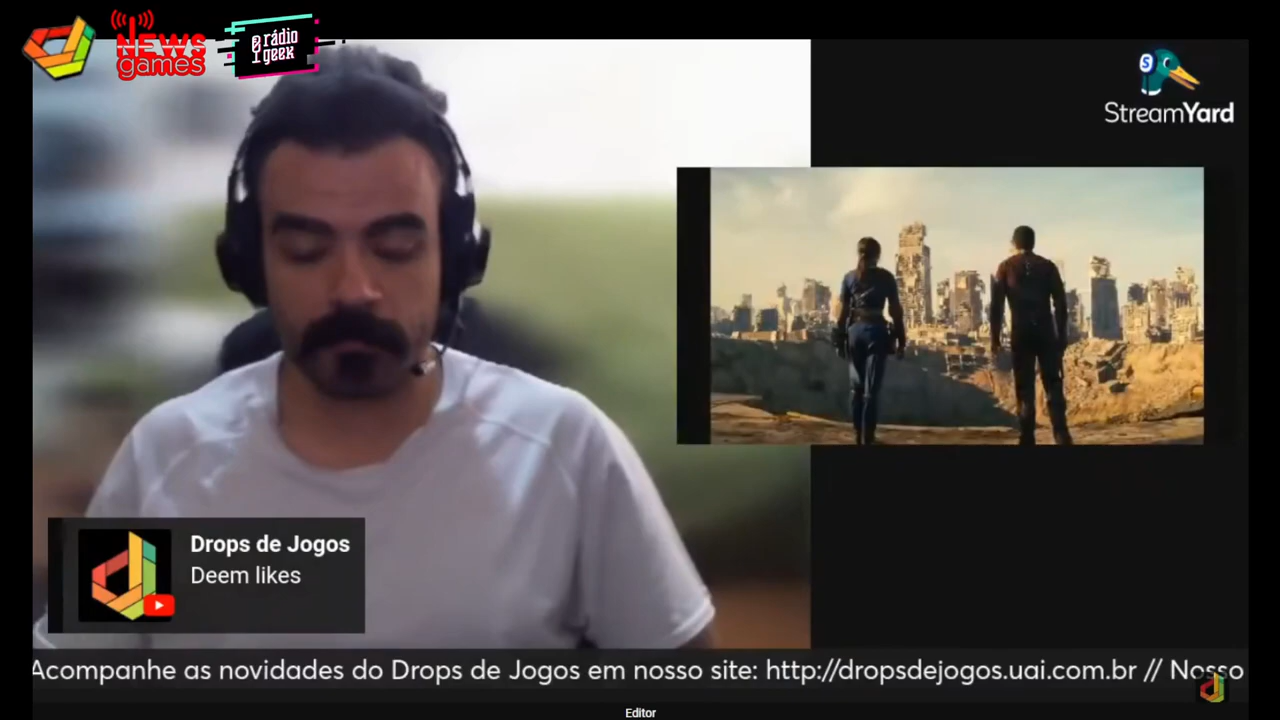 NEWS
games
rádio
geek
S
StreamYard
Drops de Jogos
Deem likes
Acompanhe as novidades do Drops de Jogos em nosso site: http://dropsdejogos.uai.com.br // Nosso
Editor